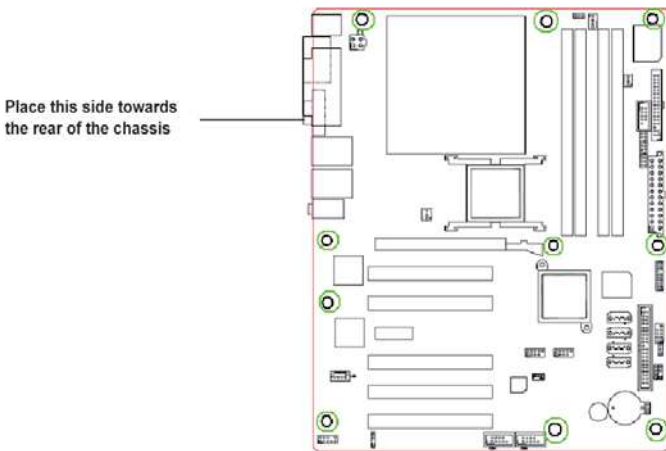 Place this side towards
the rear of the chassis